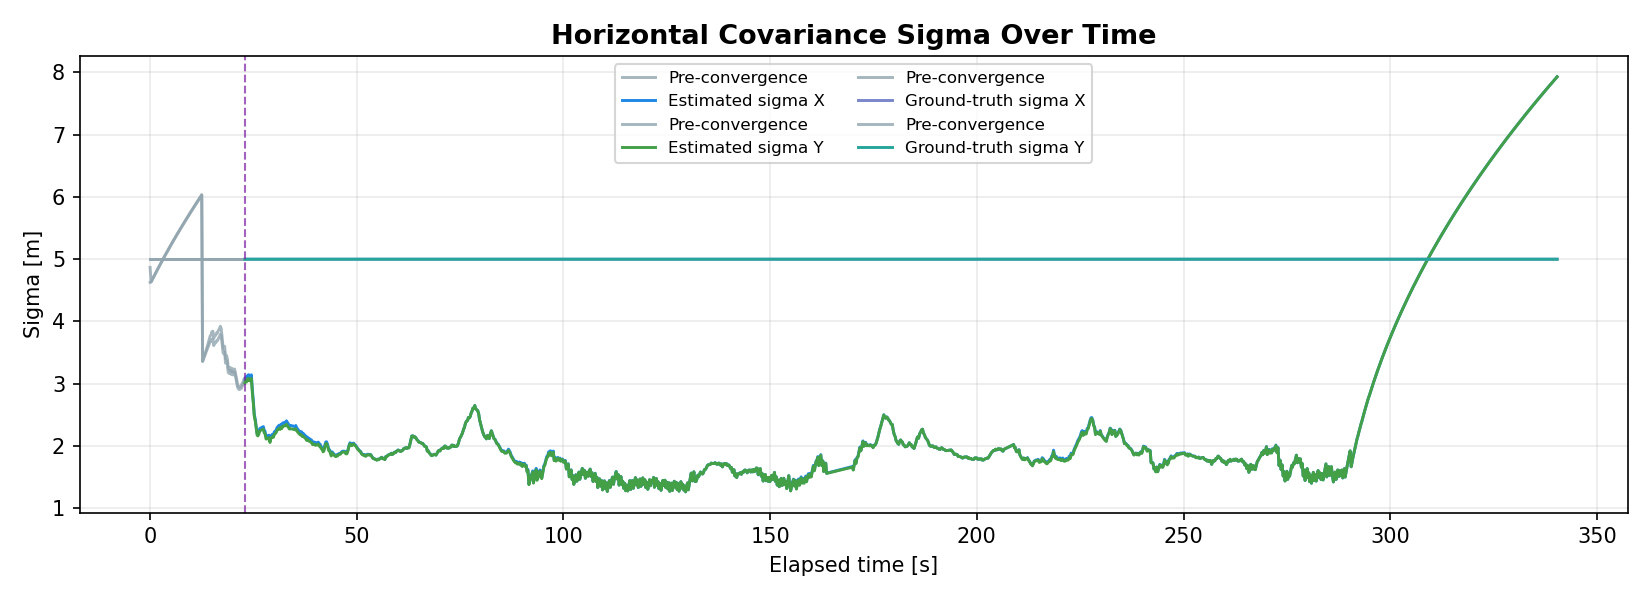 Horizontal Covariance Sigma Over Time
Pre-convergence
Estimated sigma X
Pre-convergence
Estimated sigma Y
Pre-convergence
Ground-truth sigma X
Pre-convergence
Ground-truth sigma Y
Sigma [m]
8
7
6
5
4
3
2
1
0
50
100
150
200
250
300
350
Elapsed time [s]